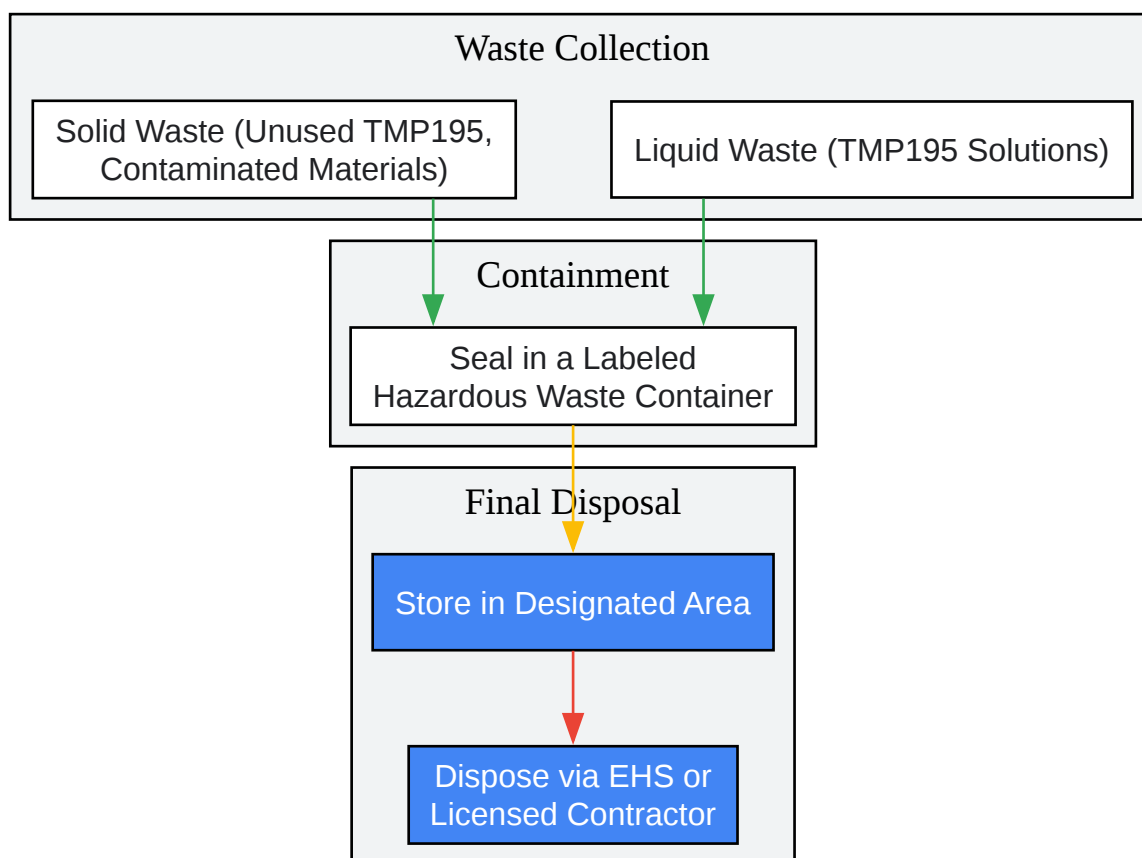 Waste Collection
Solid Waste (Unused TMP195,
Contaminated Materials)
Liquid Waste (TMP195 Solutions)
Containment
Seal in a Labeled
Hazardous Waste Container
Final Disposal
Store in Designated Area
Dispose via EHS or
Licensed Contractor